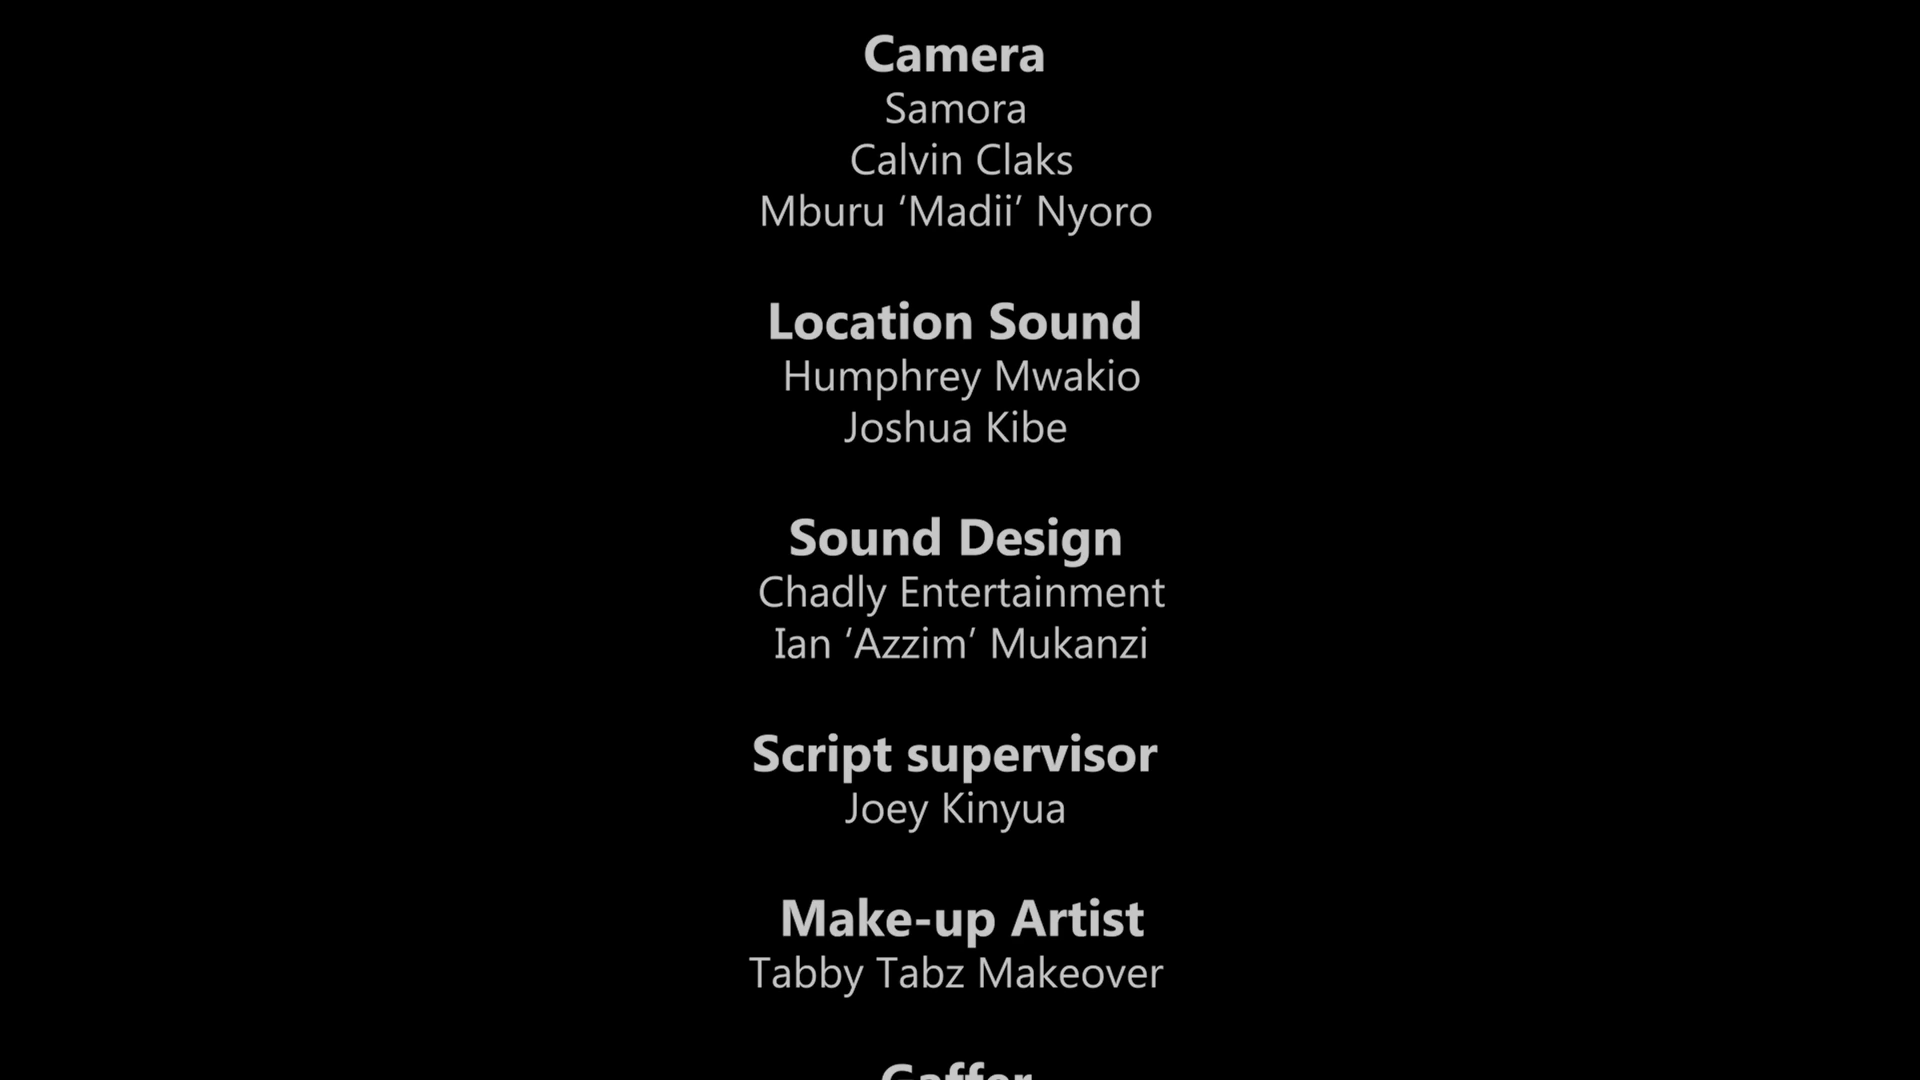 Camera
Samora
Calvin Claks
Mburu ‘Madii’ Nyoro
Location Sound
Humphrey Mwakio
Joshua Kibe
Sound Design
Chadly Entertainment
Ian ‘Azzim’ Mukanzi
Script supervisor
Joey Kinyua
Make-up Artist
Tabby Tabz Makeover
Gaffer